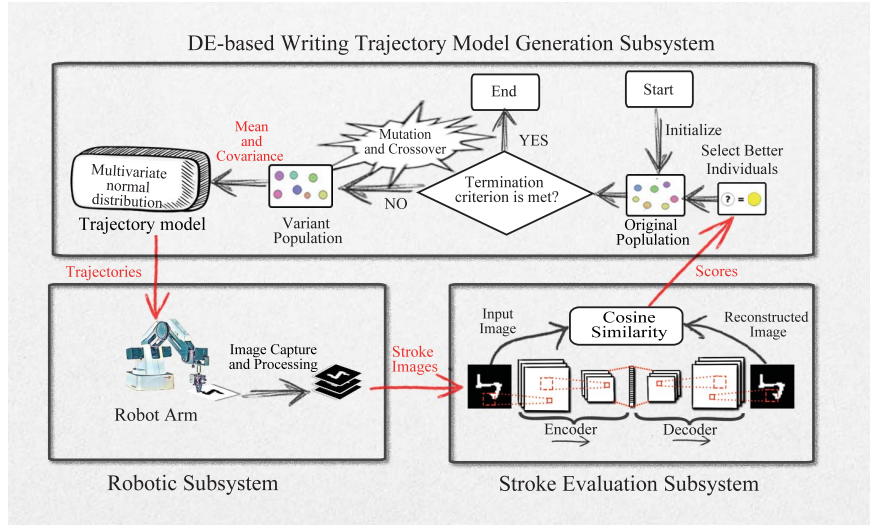 DE-based Writing Trajectory Model Generation Subsystem
End
Start
Mean
and
Covariance
Mutation
and Crossover
YES
Initialize
Select Better
Individuals
Multivariate
normal
distribution
Termination
criterion is met?
? =
NO
Trajectory model
Variant
Population
Original
Poplulation
Trajectories
Scores
Input
Image
Cosine
Similarity
Reconstructed
Image
Image Capture
and Processing
Stroke
Images
Robot Arm
Encoder
Decoder
Robotic Subsystem
Stroke Evaluation Subsystem